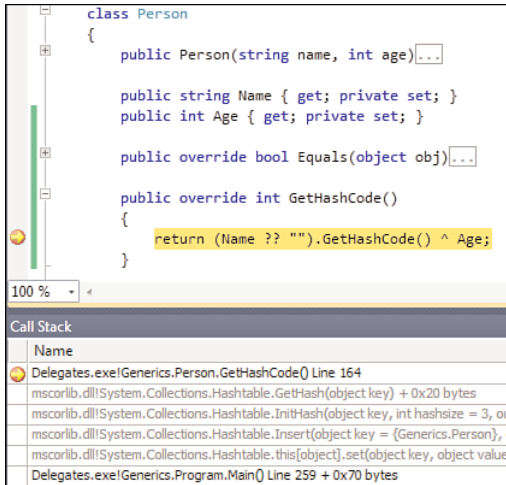 class Person
{
public Person(string name, int age)...
public string Name { get; private set; }
public int Age { get; private set; }
public override bool Equals(object obj)...
public override int GetHashCode()
{
return (Name ?? "").GetHashCode() ^ Age;
}
100 %
Call Stack
Name
Delegates.exe!Generics.Person.GetHashCode() Line 164
mscorlib.dll!System.Collections.Hashtable.GetHash(object key) + 0x20 bytes
mscorlib.dll!System.Collections.Hashtable.InitHash(object key, int hashsize = 3, ou
mscorlib.dll!System.Collections.Hashtable.Insert(object key = {Generics.Person},
mscorlib.dll!System.Collections.Hashtable.this[object].set(object key, object value
Delegates.exe!Generics.Program.Main() Line 259 + 0x70 bytes